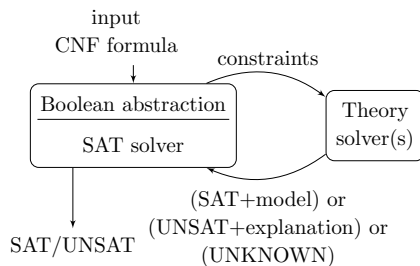 input
CNF formula
constraints
Boolean abstraction
SAT solver
Theory
solver(s)
(SAT+model) or
(UNSAT+explanation) or
(UNKNOWN)
SAT/UNSAT